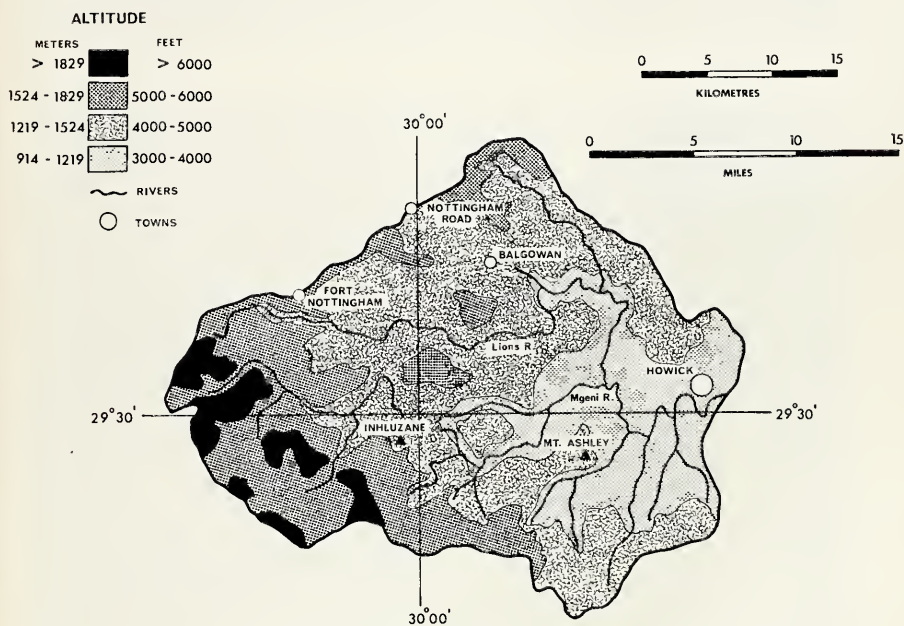 ALTITUDE
METERS FEET
> 1829 > 6000
1524 - 1829 5000 - 6000
1219 - 1524 4000 - 5000
914 - 1219 3000 - 4000
RIVERS
TOWNS
0 5 10 15
KILOMETRES
0 5 10 15
MILES
30°00'
NOTTINGHAM
ROAD
BALGOWAN
FORT
NOTTINGHAM
Lions R.
HOWICK
Mgeni R.
29°30'
29°30'
INHLUZANE
MT. ASHLEY
30°00'